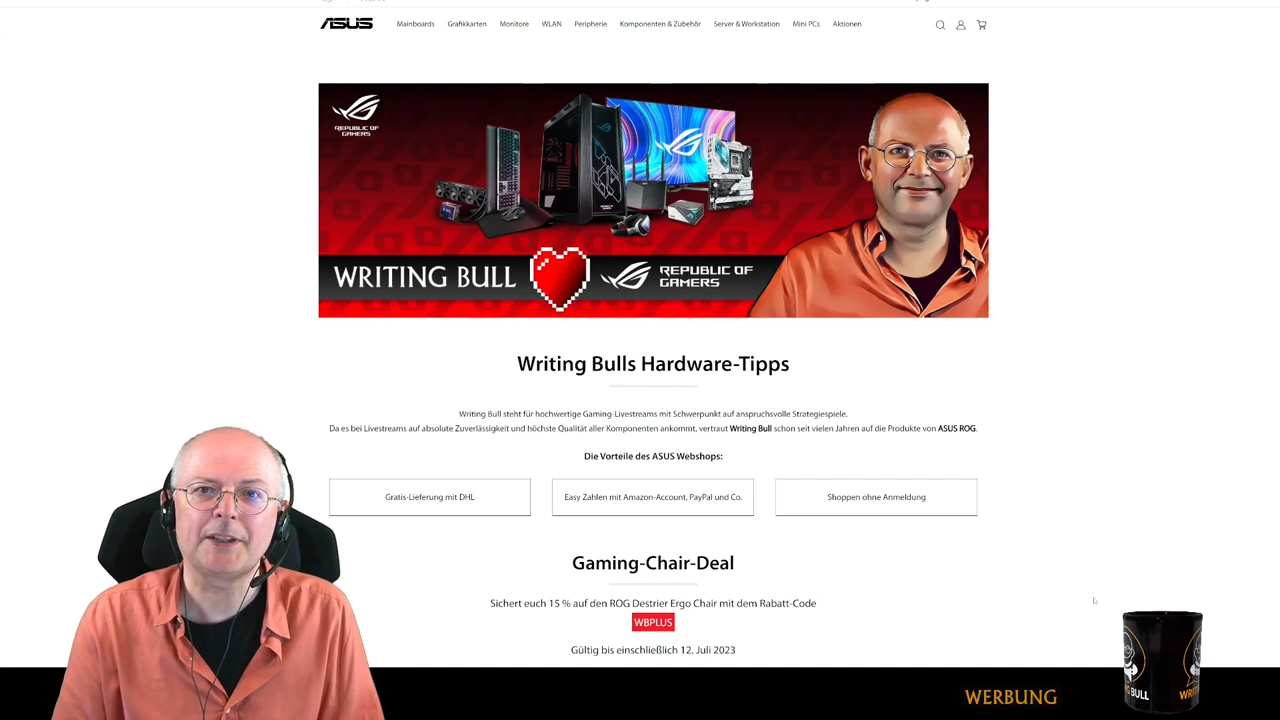 ASUS
Mainboards Grafikkarten Monitore WLAN Peripherie Komponenten & Zubehör Server & Workstation Mini PCs Aktionen
REPUBLIC OF
GAMERS
WRITING BULL
REPUBLIC OF
GAMERS
Writing Bulls Hardware-Tipps
Writing Bull steht für hochwertige Gaming-Livestreams mit Schwerpunkt auf anspruchsvolle Strategiespiele.
Da es bei Livestreams auf absolute Zuverlässigkeit und höchste Qualität aller Komponenten ankommt, vertraut Writing Bull schon seit vielen Jahren auf die Produkte von ASUS ROG.
Die Vorteile des ASUS Webshops:
Gratis-Lieferung mit DHL
Easy Zahlen mit Amazon-Account, PayPal und Co.
Shoppen ohne Anmeldung
Gaming-Chair-Deal
Sichert euch 15 % auf den ROG Destrier Ergo Chair mit dem Rabatt-Code
WBPLUS
Gültig bis einschließlich 12. Juli 2023
WERBUNG
BULL